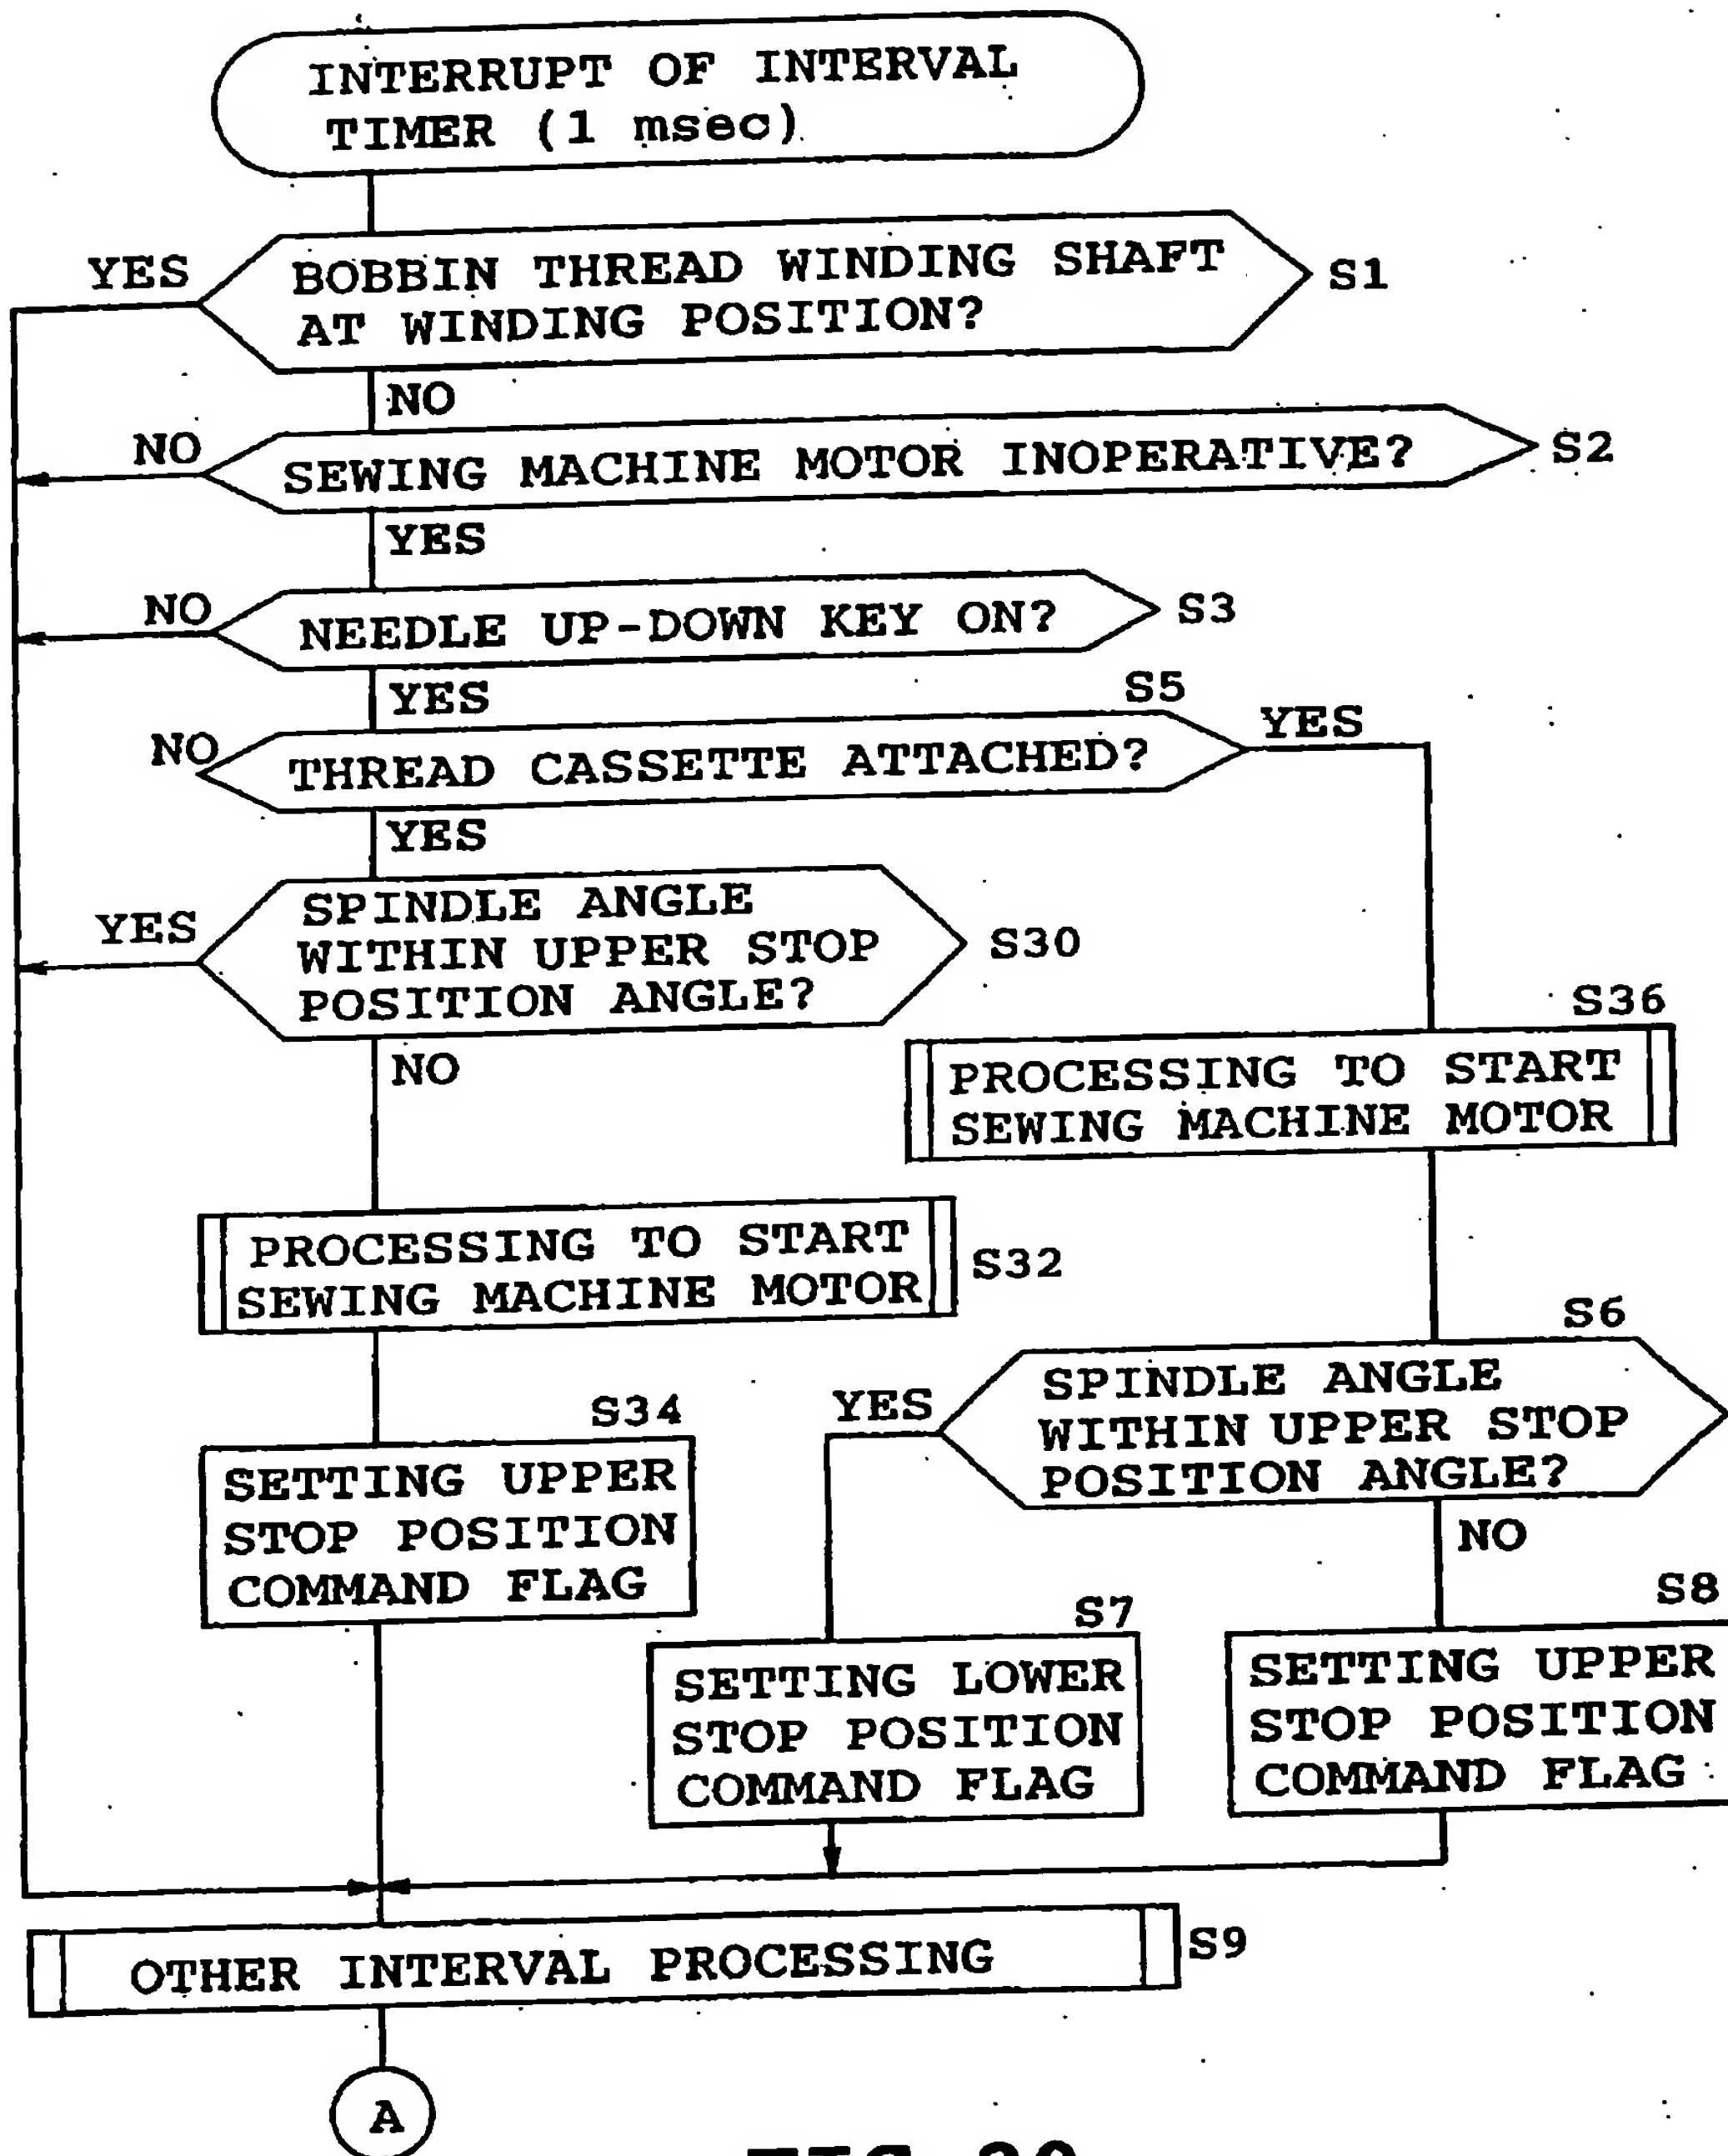 INTERRUPT OF INTERVAL
TIMER (1 msec)
YES
BOBBIN THREAD WINDING SHAFT
AT WINDING POSITION?
S1
NO
NO
SEWING MACHINE MOTOR INOPERATIVE?
S2
YES
NO
NEEDLE UP-DOWN KEY ON?
S3
YES
S5
NO
THREAD CASSETTE ATTACHED?
YES
YES
YES
SPINDLE ANGLE
WITHIN UPPER STOP
POSITION ANGLE?
S30
NO
S36
PROCESSING TO START
SEWING MACHINE MOTOR
PROCESSING TO START
SEWING MACHINE MOTOR
S32
S6
YES
SPINDLE ANGLE
WITHIN UPPER STOP
POSITION ANGLE?
NO
S34
SETTING UPPER
STOP POSITION
COMMAND FLAG
S7
SETTING LOWER
STOP POSITION
COMMAND FLAG
S8
SETTING UPPER
STOP POSITION
COMMAND FLAG
OTHER INTERVAL PROCESSING
S9
A